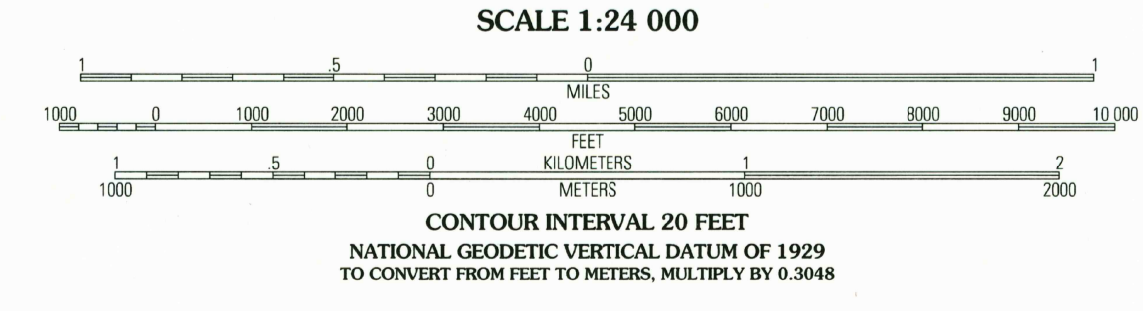 SCALE 1:24 000
1 .5 0 1
MILES
1000 0 1000 2000 3000 4000 5000 6000 7000 8000 9000 10 000
FEET
1 .5 0 KILOMETERS 1 2
1000 0 METERS 1000 2000
CONTOUR INTERVAL 20 FEET
NATIONAL GEODETIC VERTICAL DATUM OF 1929
TO CONVERT FROM FEET TO METERS, MULTIPLY BY 0.3048